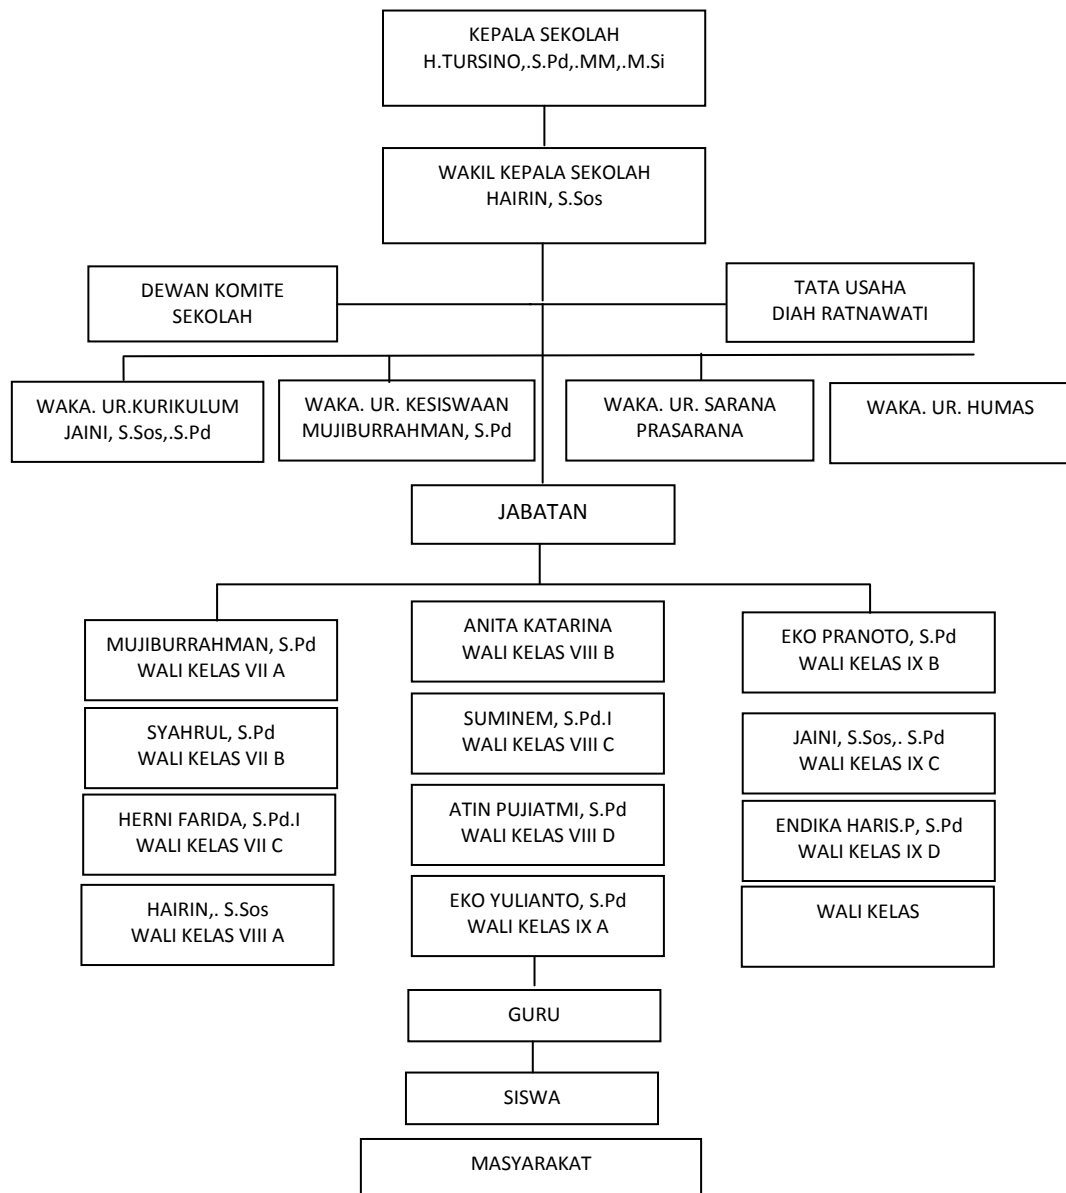 KEPALA SEKOLAH
H.TURSINO,.S.Pd,.MM,.M.Si
WAKIL KEPALA SEKOLAH
HAIRIN, S.Sos
DEWAN KOMITE
SEKOLAH
TATA USAHA
DIAH RATNAWATI
WAKA. UR.KURIKULUM
JAINI, S.Sos,.S.Pd
WAKA. UR. KESISWAAN
MUJIBURRAHMAN, S.Pd
WAKA. UR. SARANA
PRASARANA
WAKA. UR. HUMAS
JABATAN
MUJIBURRAHMAN, S.Pd
WALI KELAS VII A
SYAHRUL, S.Pd
WALI KELAS VII B
HERNI FARIDA, S.Pd.I
WALI KELAS VII C
HAIRIN,. S.Sos
WALI KELAS VIII A
ANITA KATARINA
WALI KELAS VIII B
SUMINEM, S.Pd.I
WALI KELAS VIII C
ATIN PUJIATMI, S.Pd
WALI KELAS VIII D
EKO YULIANTO, S.Pd
WALI KELAS IX A
EKO PRANOTO, S.Pd
WALI KELAS IX B
JAINI, S.Sos,. S.Pd
WALI KELAS IX C
ENDIKA HARIS.P, S.Pd
WALI KELAS IX D
WALI KELAS
GURU
SISWA
MASYARAKAT